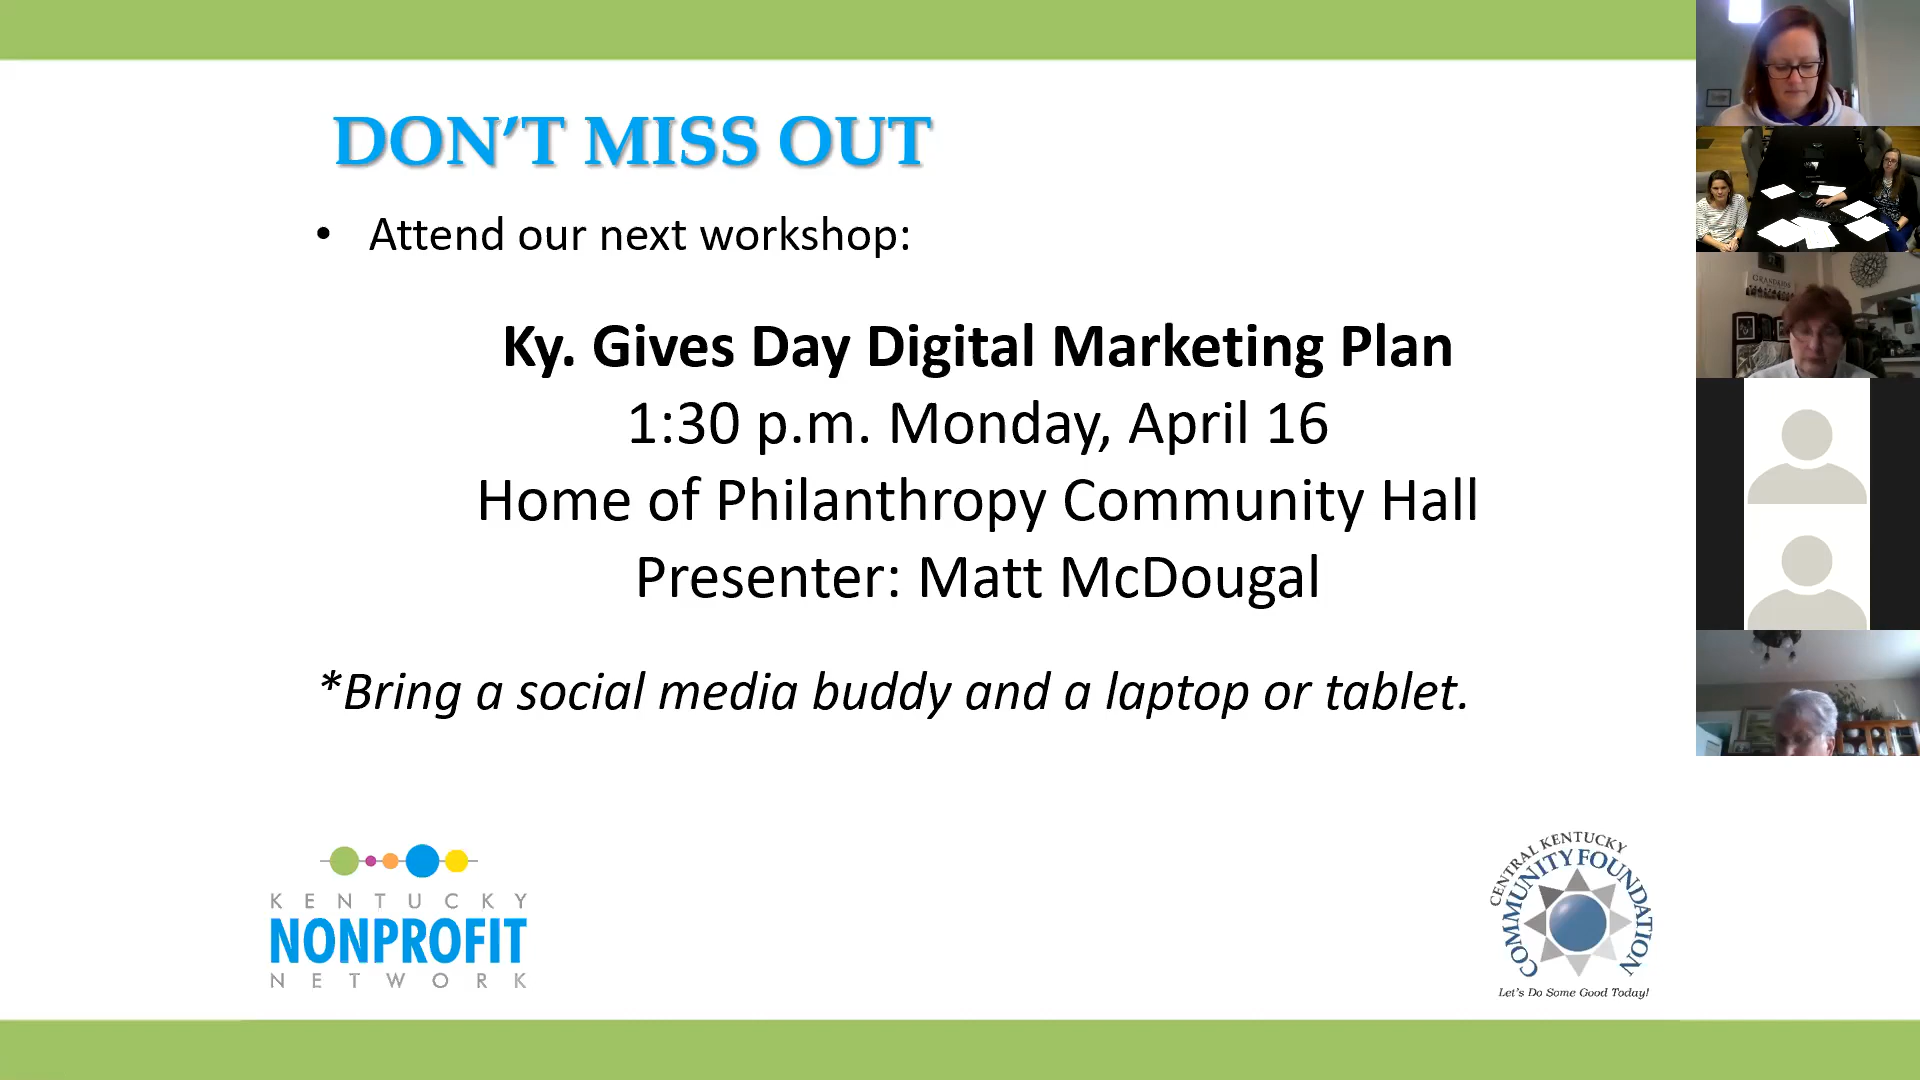 DON’T MISS OUT
• Attend our next workshop:
Ky. Gives Day Digital Marketing Plan
1:30 p.m. Monday, April 16
Home of Philanthropy Community Hall
Presenter: Matt McDougal
*Bring a social media buddy and a laptop or tablet.
KENTUCKY
NONPROFIT
NETWORK
CENTRAL KENTUCKY
COMMUNITY FOUNDATION
Let's Do Some Good Today!